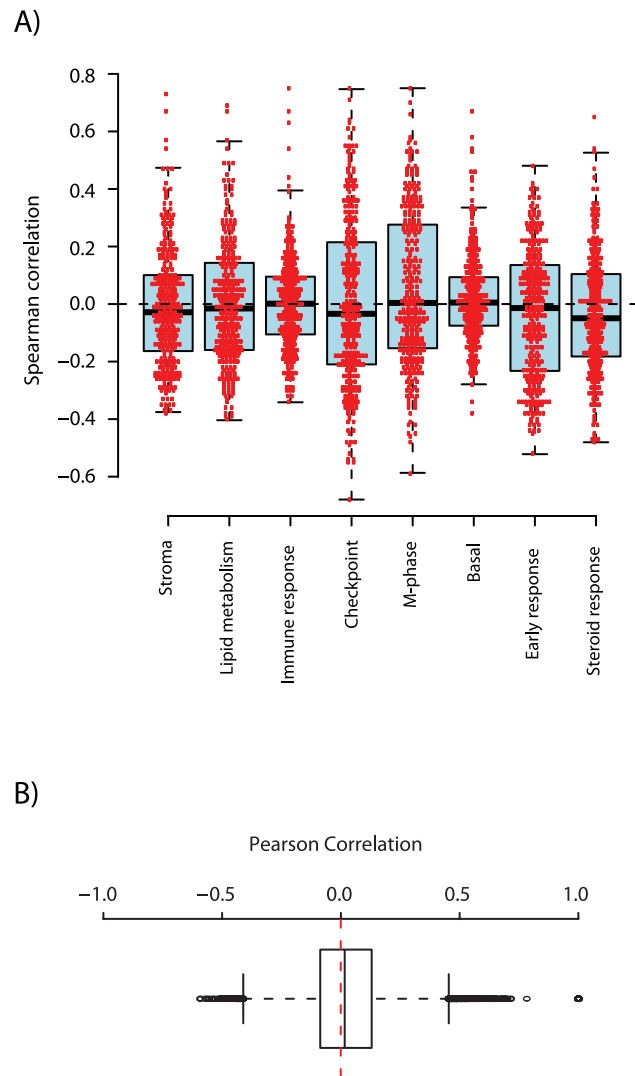 A)
Spearman correlation
0.8
0.6
0.4
0.2
0.0
−0.2
−0.4
−0.6
Stroma
Lipid metabolism
Immune response
Checkpoint
M-phase
Basal
Early response
Steroid response
B)
Pearson Correlation
−1.0 −0.5 0.0 0.5 1.0